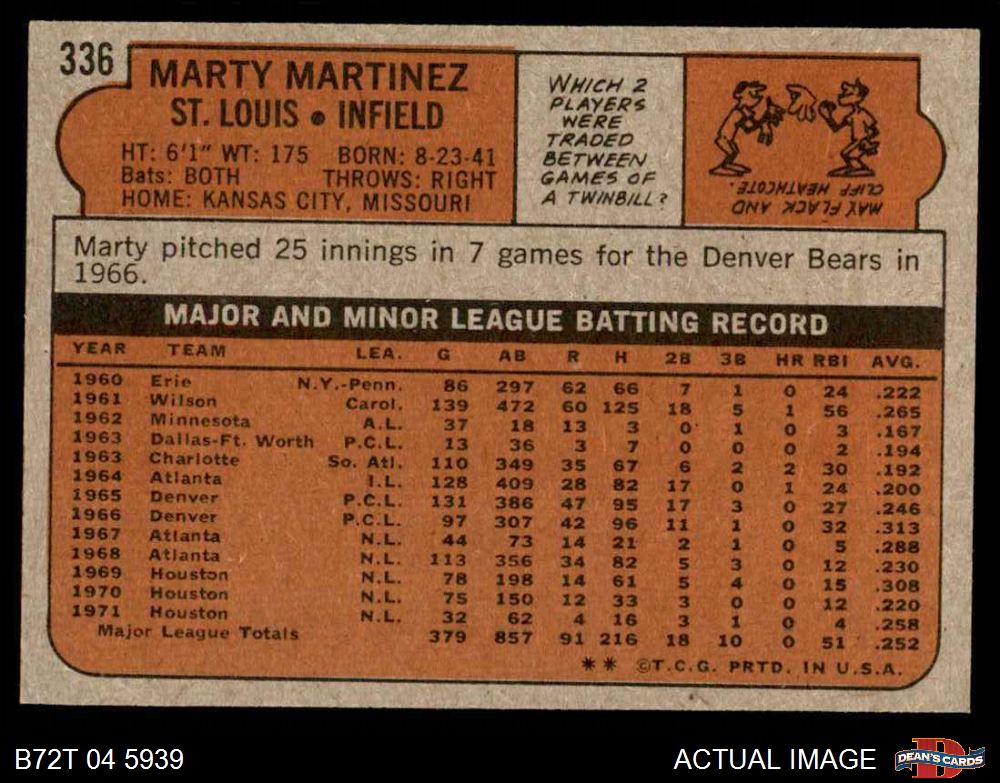 336
MARTY MARTINEZ
ST. LOUIS • INFIELD
HT: 6'1" WT: 175 BORN: 8-23-41
Bats: BOTH THROWS: RIGHT
HOME: KANSAS CITY, MISSOURI
WHICH 2
PLAYERS
WERE
TRADED
BETWEEN
GAMES OF
A TWINBILL?
MAX FLACK AND
CLIFF HEATHCOTE.
Marty pitched 25 innings in 7 games for the Denver Bears in
1966.
MAJOR AND MINOR LEAGUE BATTING RECORD
YEAR TEAM LEA. G AB R H 2B 3B HR RBI AVG.
1960 Erie N.Y.-Penn. 86 297 62 66 7 1 0 24 .222
1961 Wilson Carol. 139 472 60 125 18 5 1 56 .265
1962 Minnesota A.L. 37 18 13 3 0 1 0 3 .167
1963 Dallas-Ft. Worth P.C.L. 13 36 3 7 0 0 0 2 .194
1963 Charlotte So. Atl. 110 349 35 67 6 2 2 30 .192
1964 Atlanta I.L. 128 409 28 82 17 0 1 24 .200
1965 Denver P.C.L. 131 386 47 95 17 3 0 27 .246
1966 Denver P.C.L. 97 307 42 96 11 1 0 32 .313
1967 Atlanta N.L. 44 73 14 21 2 1 0 5 .288
1968 Atlanta N.L. 113 356 34 82 5 3 0 12 .230
1969 Houston N.L. 78 198 14 61 5 4 0 15 .308
1970 Houston N.L. 75 150 12 33 3 0 0 12 .220
1971 Houston N.L. 32 62 4 16 3 1 0 4 .258
Major League Totals 379 857 91 216 18 10 0 51 .252
** ©T.C.G. PRTD. IN U.S.A.
B72T 04 5939
ACTUAL IMAGE
D
DEAN'S CARDS